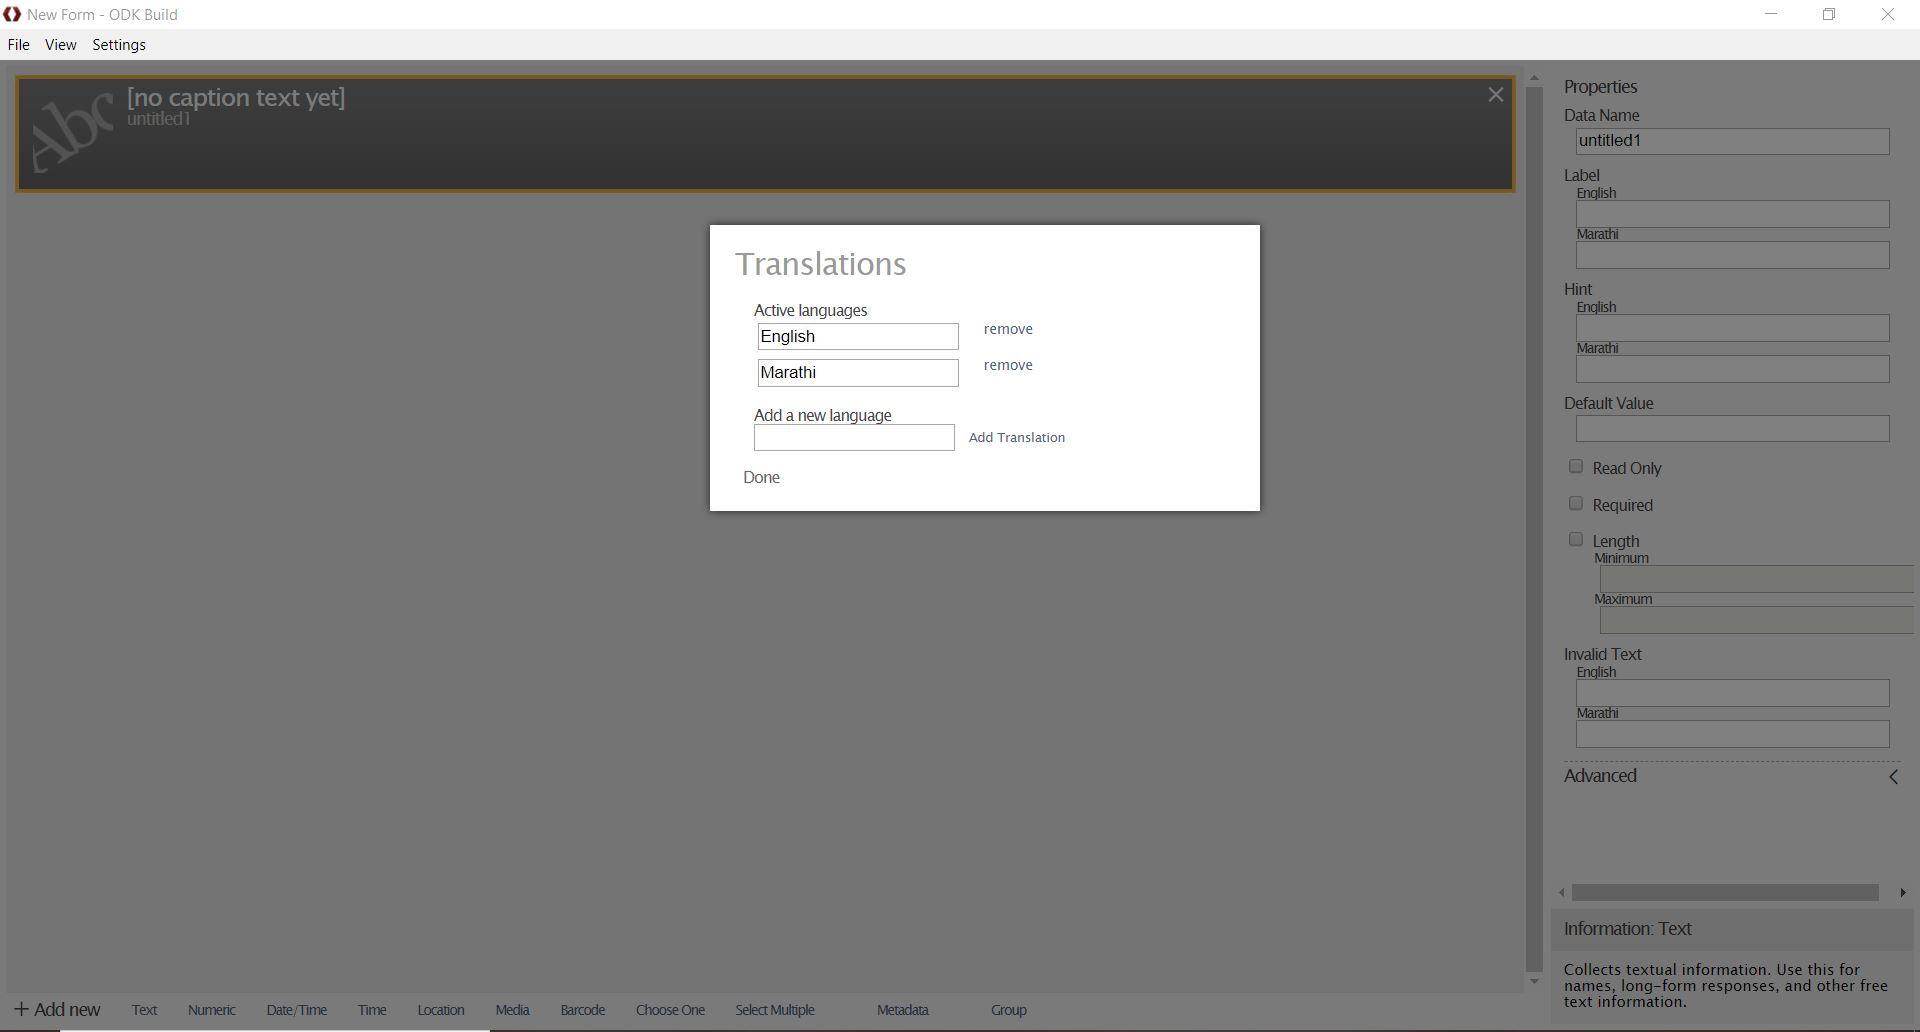 New Form - ODK Build
File View Settings
Abc
[no caption text yet]
untitled1
Translations
Active languages
English remove
Marathi remove
Add a new language
Add Translation
Done
Properties
Data Name
untitled1
Label
English
Marathi
Hint
English
Marathi
Default Value
Read Only
Required
Length
Minimum
Maximum
Invalid Text
English
Marathi
Advanced
Information: Text
Collects textual information. Use this for
names, long-form responses, and other free
text information.
+ Add new Text Numeric Date/Time Time Location Media Barcode Choose One Select Multiple Metadata Group